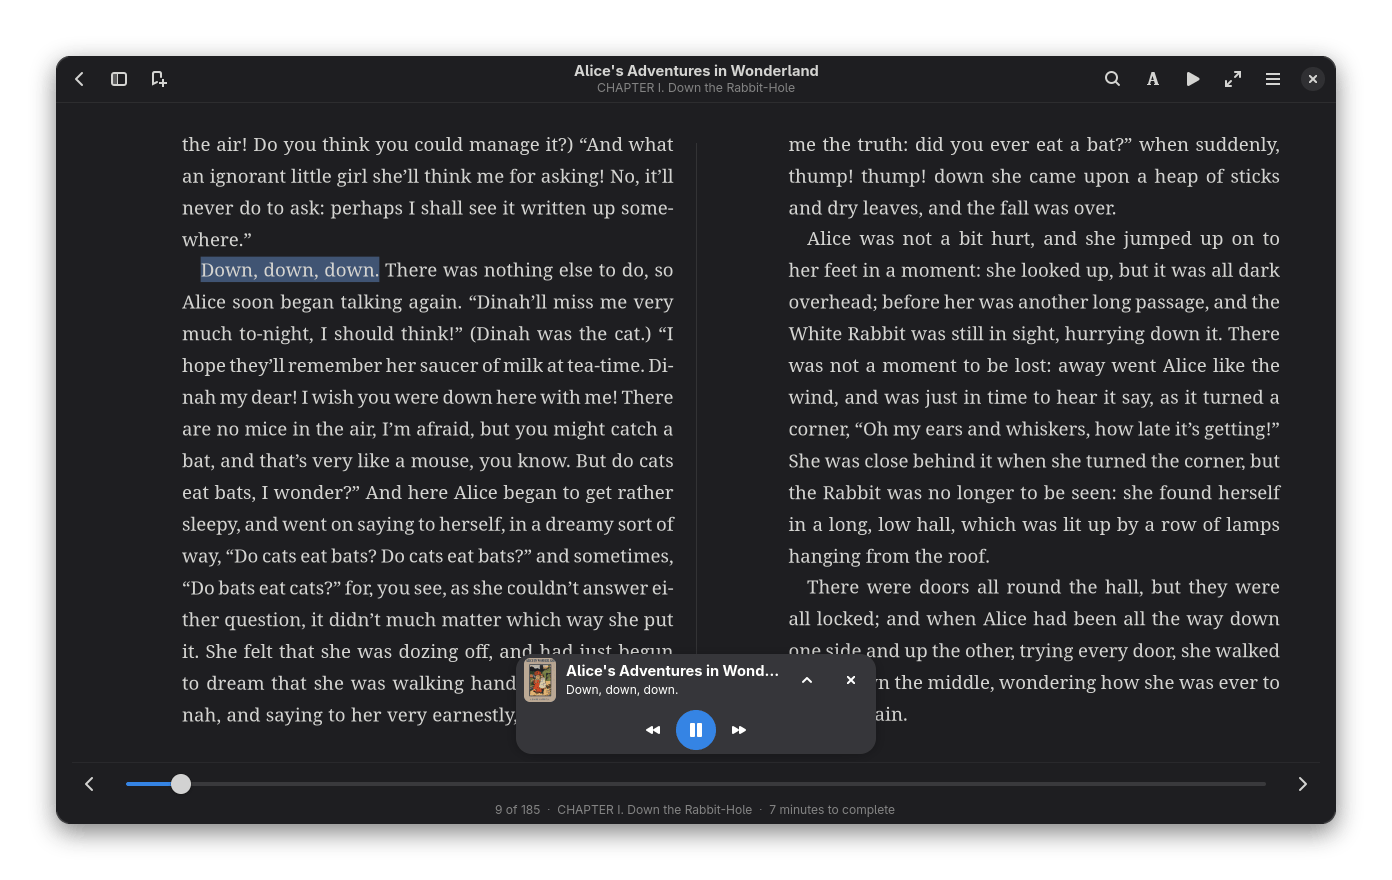 Alice's Adventures in Wonderland
CHAPTER I. Down the Rabbit-Hole
A
the air! Do you think you could manage it?) “And what
an ignorant little girl she’ll think me for asking! No, it’ll
never do to ask: perhaps I shall see it written up some-
where.”
Down, down, down. There was nothing else to do, so
Alice soon began talking again. “Dinah’ll miss me very
much to-night, I should think!” (Dinah was the cat.) “I
hope they’ll remember her saucer of milk at tea-time. Di-
nah my dear! I wish you were down here with me! There
are no mice in the air, I’m afraid, but you might catch a
bat, and that’s very like a mouse, you know. But do cats
eat bats, I wonder?” And here Alice began to get rather
sleepy, and went on saying to herself, in a dreamy sort of
way, “Do cats eat bats? Do cats eat bats?” and sometimes,
“Do bats eat cats?” for, you see, as she couldn’t answer ei-
ther question, it didn’t much matter which way she put
it. She felt that she was dozing off, and had just begun
to dream that she was walking hand
nah, and saying to her very earnestly,
me the truth: did you ever eat a bat?” when suddenly,
thump! thump! down she came upon a heap of sticks
and dry leaves, and the fall was over.
Alice was not a bit hurt, and she jumped up on to
her feet in a moment: she looked up, but it was all dark
overhead; before her was another long passage, and the
White Rabbit was still in sight, hurrying down it. There
was not a moment to be lost: away went Alice like the
wind, and was just in time to hear it say, as it turned a
corner, “Oh my ears and whiskers, how late it’s getting!”
She was close behind it when she turned the corner, but
the Rabbit was no longer to be seen: she found herself
in a long, low hall, which was lit up by a row of lamps
hanging from the roof.
There were doors all round the hall, but they were
all locked; and when Alice had been all the way down
one side and up the other, trying every door, she walked
n the middle, wondering how she was ever to
ain.
Alice's Adventures in Wond...
Down, down, down.
9 of 185 · CHAPTER I. Down the Rabbit-Hole · 7 minutes to complete